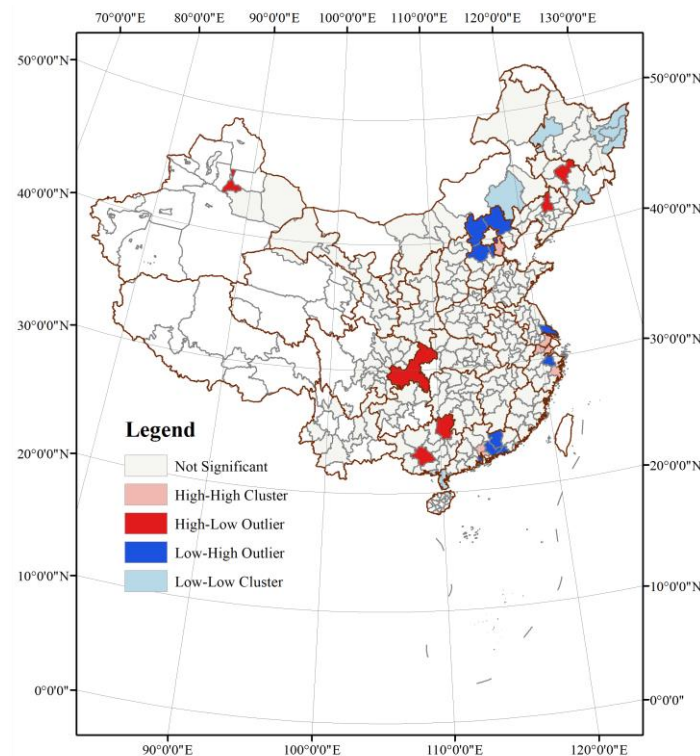 70°0'0"E 80°0'0"E 90°0'0"E 100°0'0"E 110°0'0"E 120°0'0"E 130°0'0"E
50°0'0"N
50°0'0"N
40°0'0"N
40°0'0"N
30°0'0"N
30°0'0"N
20°0'0"N
20°0'0"N
10°0'0"N
10°0'0"N
0°0'0"
0°0'0"
Legend
Not Significant
High-High Cluster
High-Low Outlier
Low-High Outlier
Low-Low Cluster
90°0'0"E 100°0'0"E 110°0'0"E 120°0'0"E